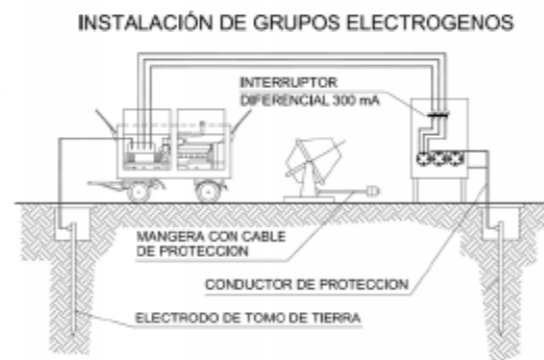 INSTALACIÓN DE GRUPOS ELECTROGENOS
INTERRUPTOR
DIFERENCIAL 300 mA
MANGERA CON CABLE
DE PROTECCION
CONDUCTOR DE PROTECCION
ELECTRODO DE TOMO DE TIERRA